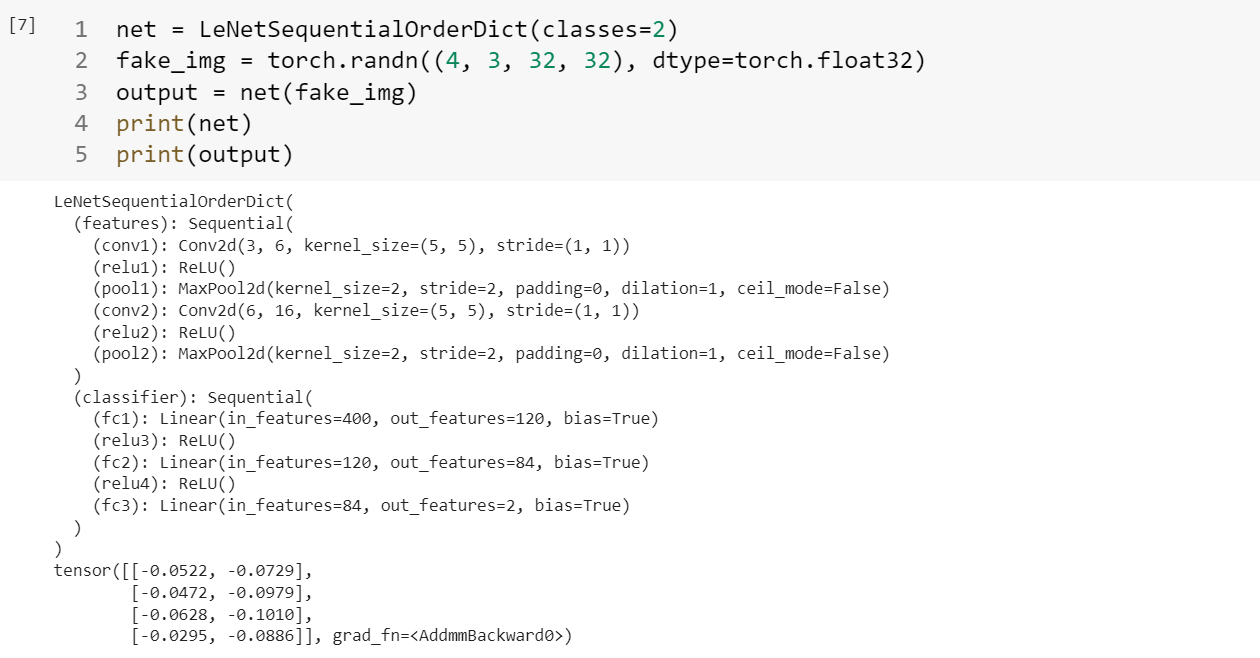 [7]
1 net = LeNetSequentialOrderDict(classes=2)
2 fake_img = torch.randn((4, 3, 32, 32), dtype=torch.float32)
3 output = net(fake_img)
4 print(net)
5 print(output)
LeNetSequentialOrderDict(
  (features): Sequential(
    (conv1): Conv2d(3, 6, kernel_size=(5, 5), stride=(1, 1))
    (relu1): ReLU()
    (pool1): MaxPool2d(kernel_size=2, stride=2, padding=0, dilation=1, ceil_mode=False)
    (conv2): Conv2d(6, 16, kernel_size=(5, 5), stride=(1, 1))
    (relu2): ReLU()
    (pool2): MaxPool2d(kernel_size=2, stride=2, padding=0, dilation=1, ceil_mode=False)
  )
  (classifier): Sequential(
    (fc1): Linear(in_features=400, out_features=120, bias=True)
    (relu3): ReLU()
    (fc2): Linear(in_features=120, out_features=84, bias=True)
    (relu4): ReLU()
    (fc3): Linear(in_features=84, out_features=2, bias=True)
  )
)
tensor([[-0.0522, -0.0729],
        [-0.0472, -0.0979],
        [-0.0628, -0.1010],
        [-0.0295, -0.0886]], grad_fn=<AddmmBackward0>)